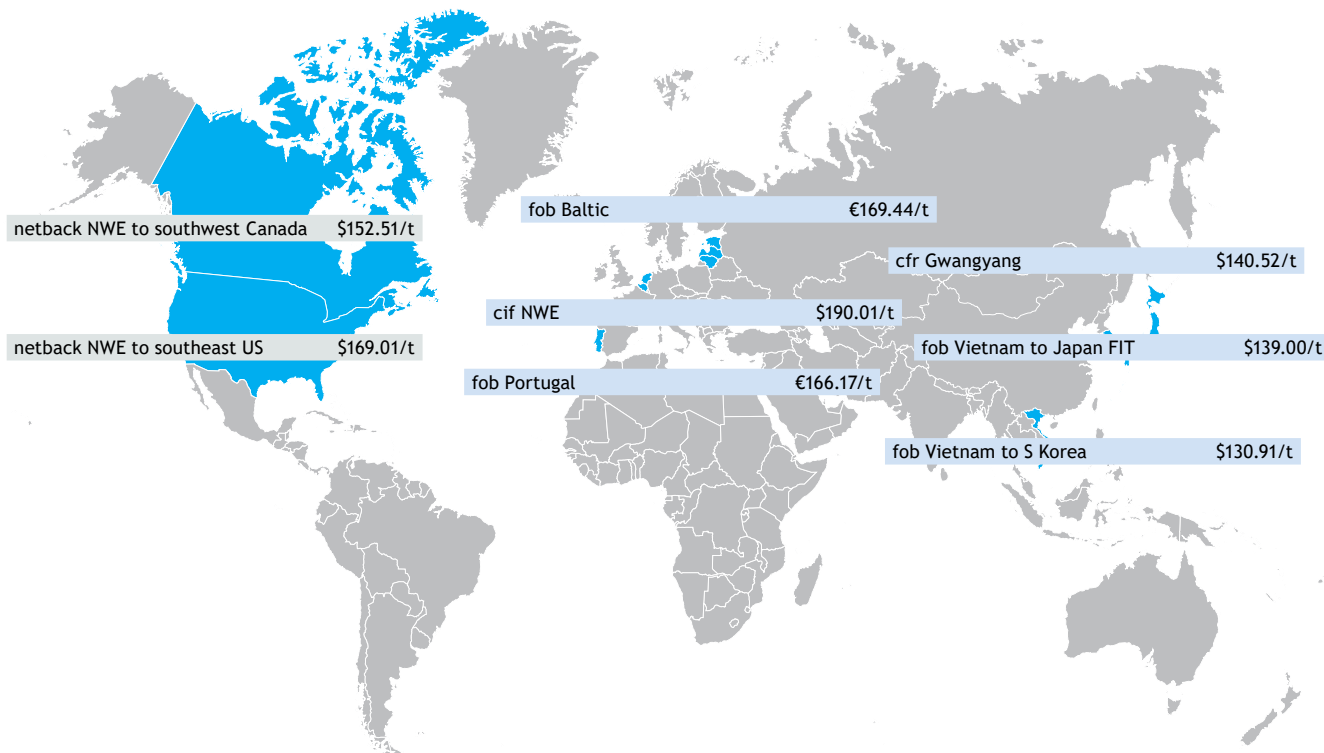 fob Baltic €169.44/t
netback NWE to southwest Canada $152.51/t
cfr Gwangyang $140.52/t
cif NWE $190.01/t
netback NWE to southeast US $169.01/t
fob Vietnam to Japan FIT $139.00/t
fob Portugal €166.17/t
fob Vietnam to S Korea $130.91/t